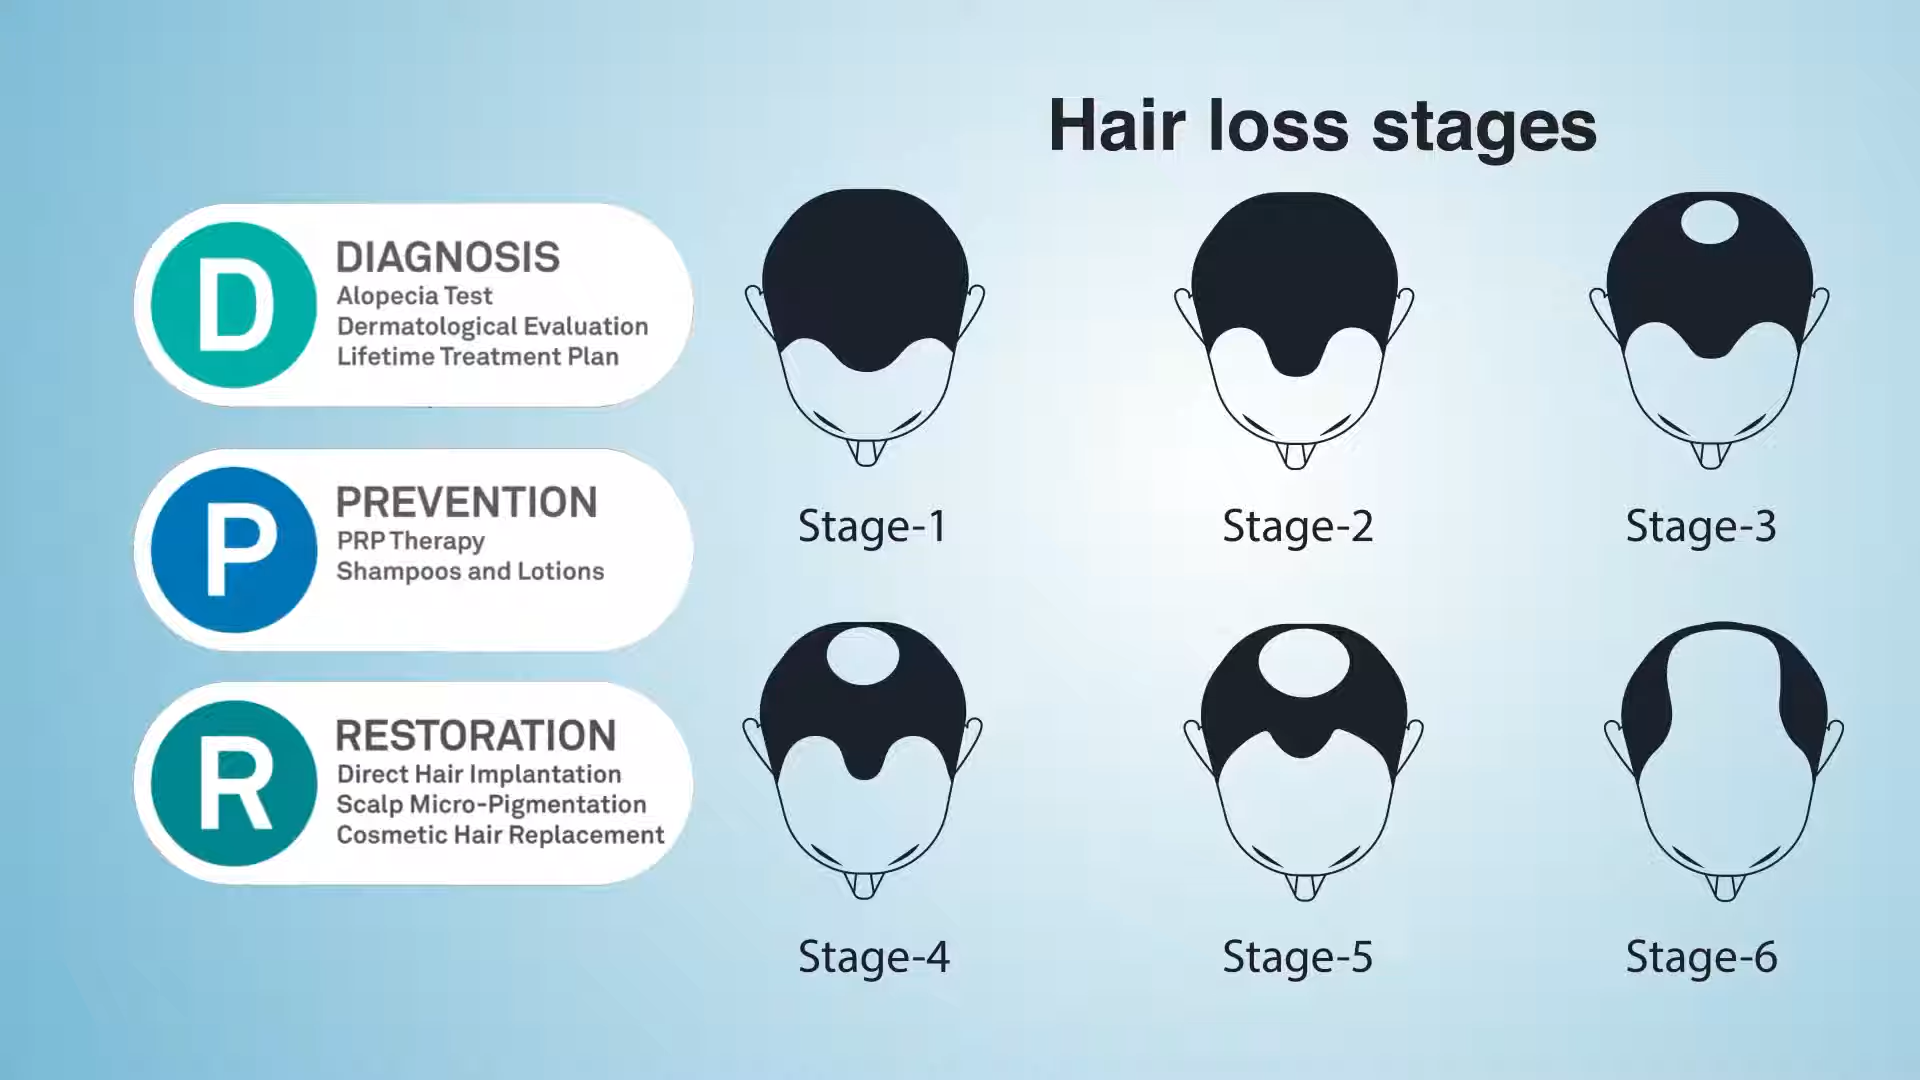 Hair loss stages
D
DIAGNOSIS
Alopecia Test
Dermatological Evaluation
Lifetime Treatment Plan
P
PREVENTION
PRP Therapy
Shampoos and Lotions
R
RESTORATION
Direct Hair Implantation
Scalp Micro-Pigmentation
Cosmetic Hair Replacement
Stage-1
Stage-2
Stage-3
Stage-4
Stage-5
Stage-6